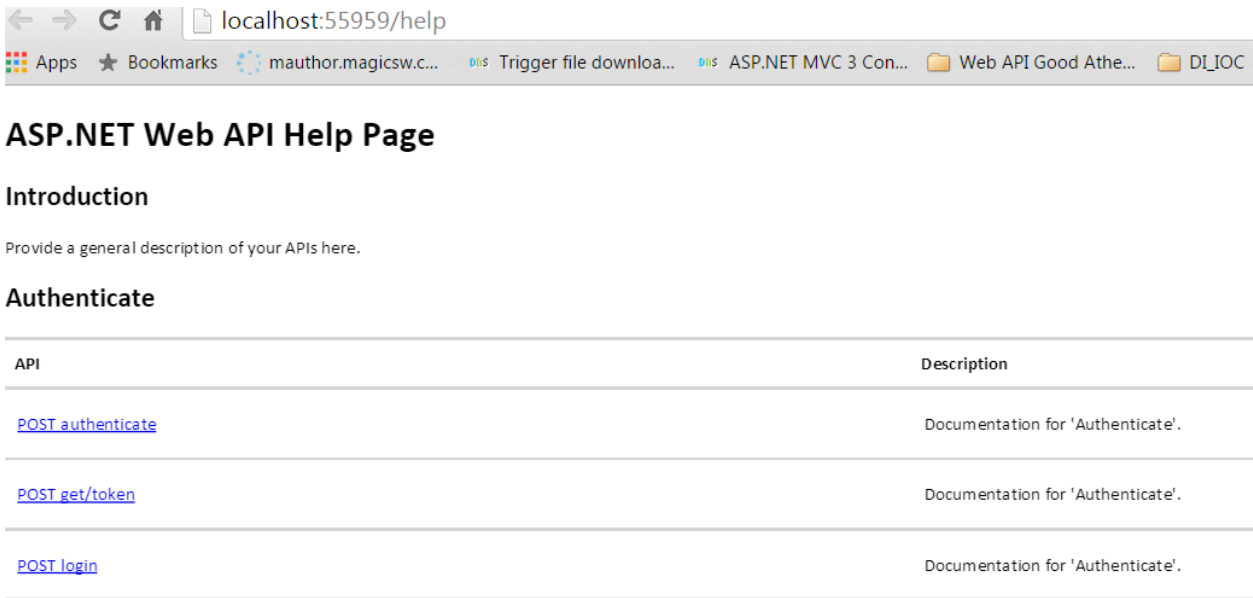 localhost:55959/help
Apps Bookmarks mauthor.magicsw.c... DNS Trigger file downloa... DNS ASP.NET MVC 3 Con... Web API Good Athe... DI_IOC
ASP.NET Web API Help Page
Introduction
Provide a general description of your APIs here.
Authenticate
API Description
POST authenticate Documentation for 'Authenticate'.
POST get/token Documentation for 'Authenticate'.
POST login Documentation for 'Authenticate'.